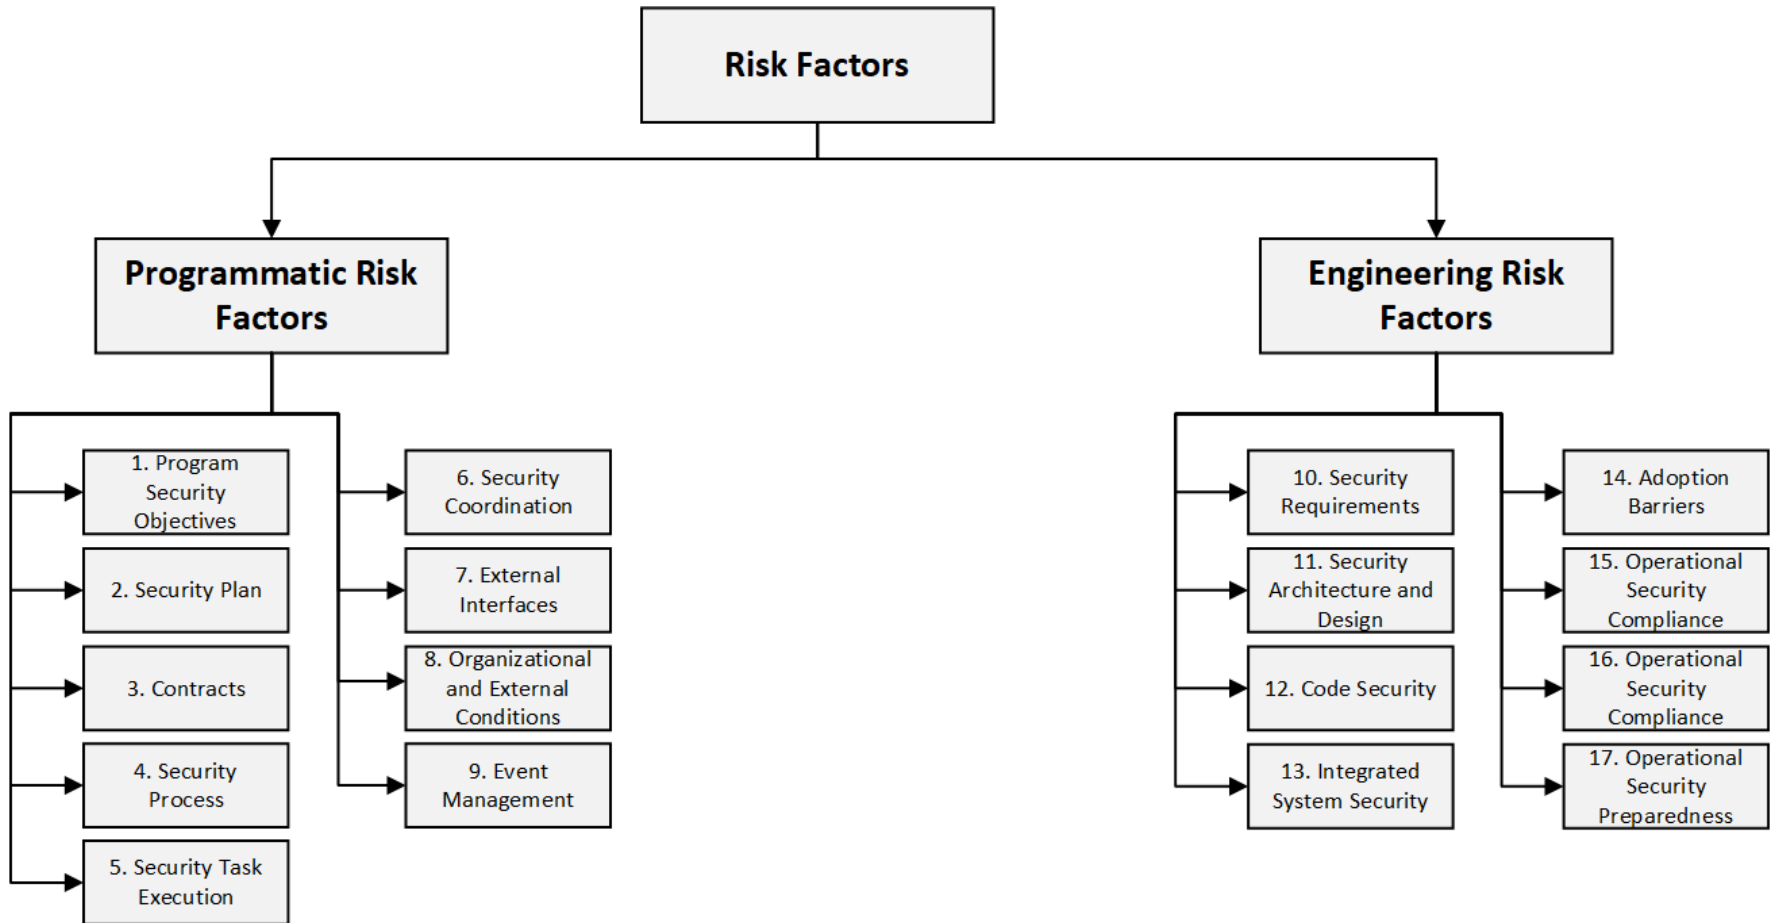 Risk Factors
Programmatic Risk
Factors
Engineering Risk
Factors
1. Program
Security
Objectives
2. Security Plan
3. Contracts
4. Security
Process
5. Security Task
Execution
6. Security
Coordination
7. External
Interfaces
8. Organizational
and External
Conditions
9. Event
Management
10. Security
Requirements
11. Security
Architecture and
Design
12. Code Security
13. Integrated
System Security
14. Adoption
Barriers
15. Operational
Security
Compliance
16. Operational
Security
Compliance
17. Operational
Security
Preparedness